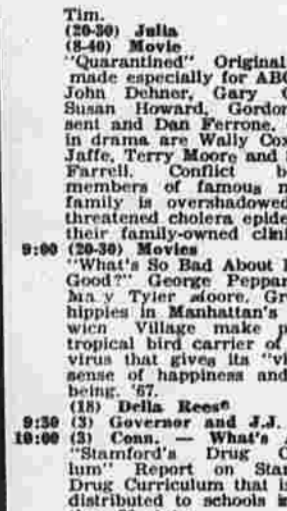 Tim.
(20-30) Julia
(8-40) Movie
"Quarantined" Original
made especially for ABC
John Dehner, Gary
Susan Howard, Gordon
sent and Dan Ferrone.
in drama are Wally Cox
Jaffe, Terry Moore and
Farrell. Conflict b
members of famous m
family is overshadowed
threatened cholera epide
their family-owned clini
9:00 (20-30) Movies
"What's So Bad About
Good?" George Peppar
Ma y Tyler Moore. Gr
hippies in Manhattan's
wich Village make p
tropical bird carrier of
virus that gives its "vi
sense of happiness and
being. '67.
(18) Della Reese
9:30 (3) Governor and J.J.
10:00 (3) Conn. — What's
"Stamford's Drug C
lum" Report on Stam
Drug Curriculum that is
distributed to schools in